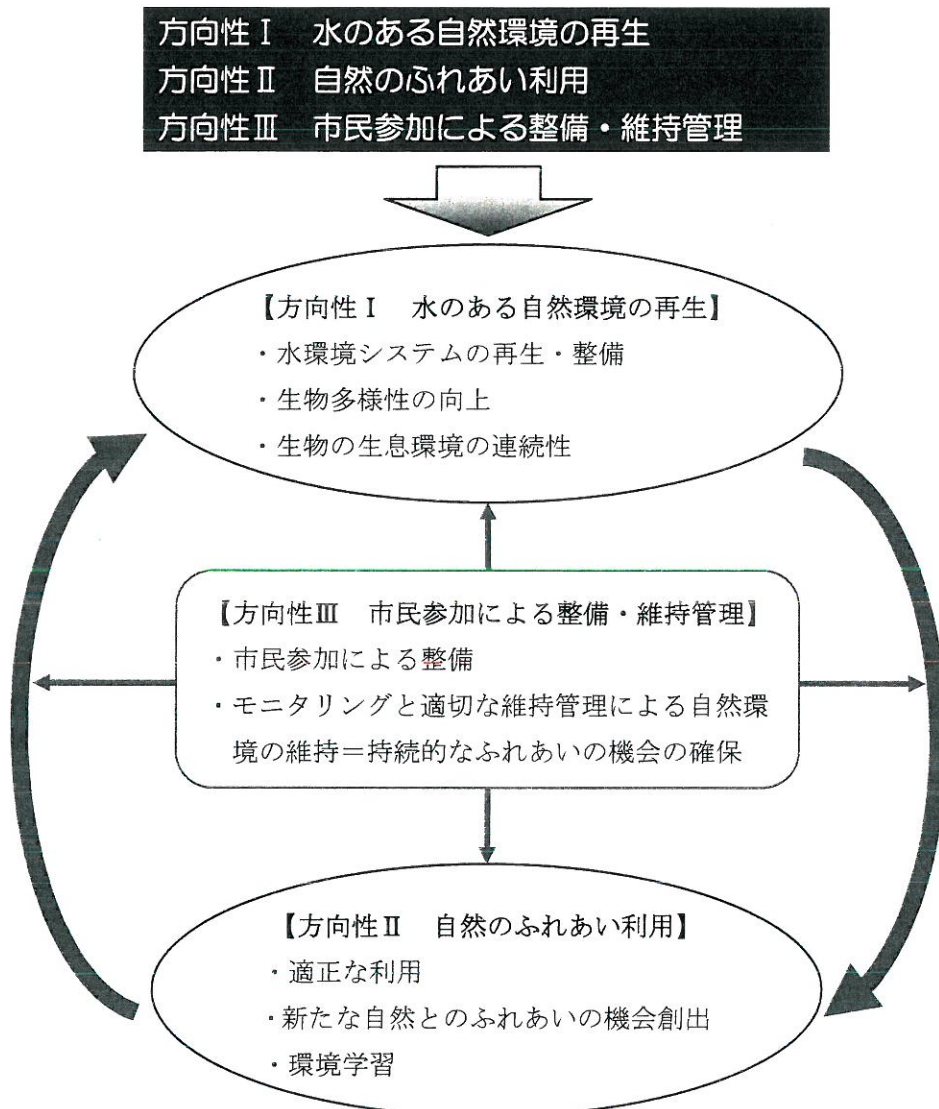 方向性Ⅰ　水のある自然環境の再生
方向性Ⅱ　自然のふれあい利用
方向性Ⅲ　市民参加による整備・維持管理
【方向性Ⅰ　水のある自然環境の再生】
・水環境システムの再生・整備
・生物多様性の向上
・生物の生息環境の連続性
【方向性Ⅲ　市民参加による整備・維持管理】
・市民参加による整備
・モニタリングと適切な維持管理による自然環
境の維持＝持続的なふれあいの機会の確保
【方向性Ⅱ　自然のふれあい利用】
・適正な利用
・新たな自然とのふれあいの機会創出
・環境学習